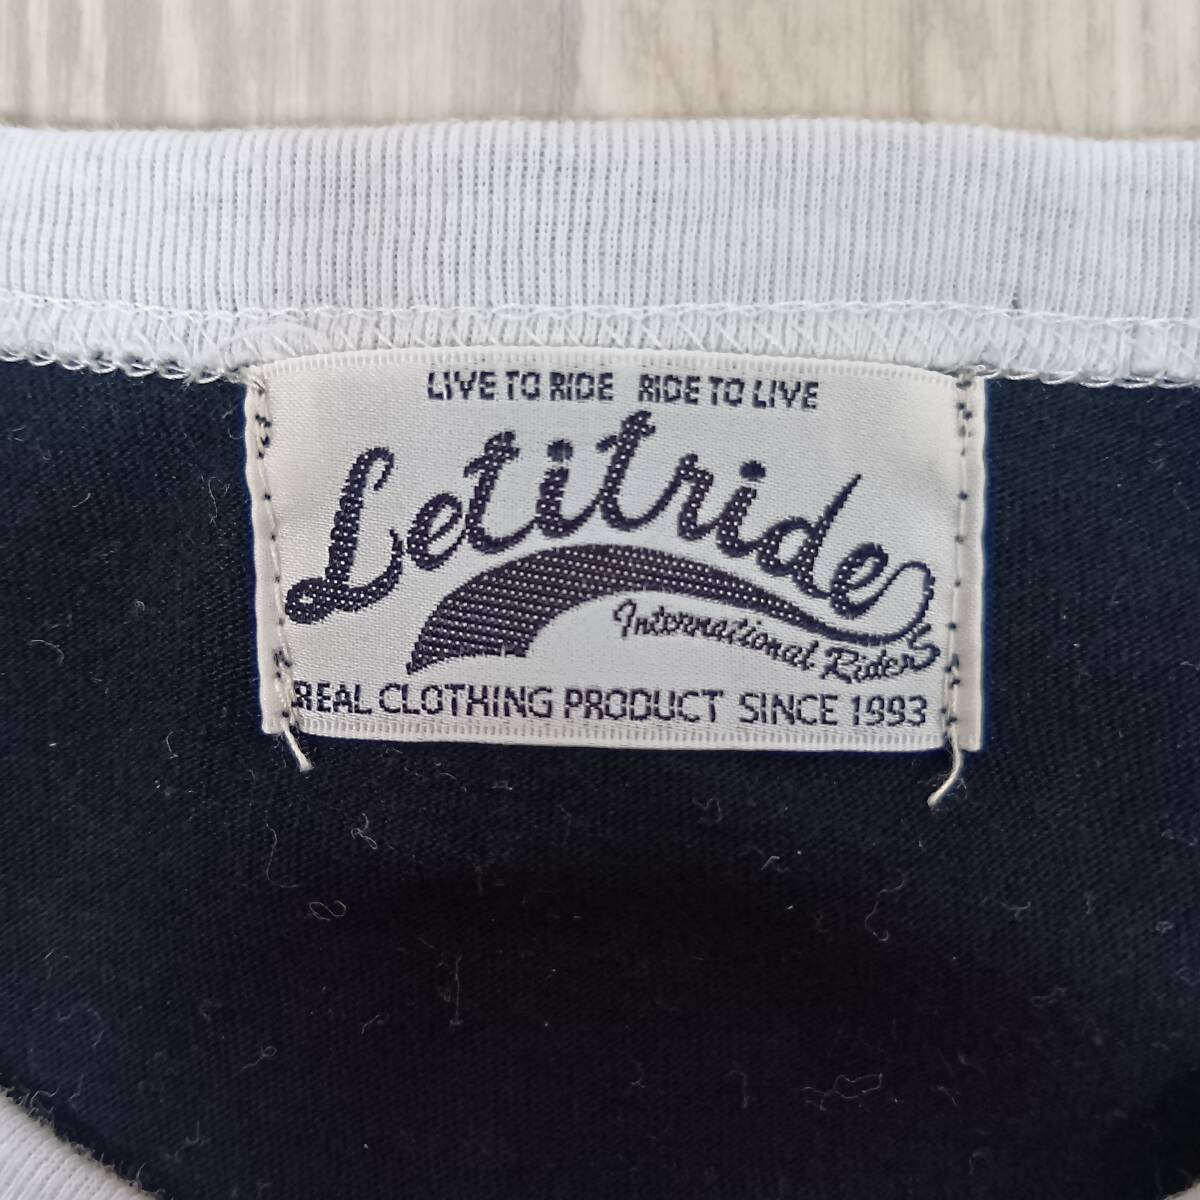 LIVE TO RIDE RIDE TO LIVE
Letitride
International Riders
REAL CLOTHING PRODUCT SINCE 1993